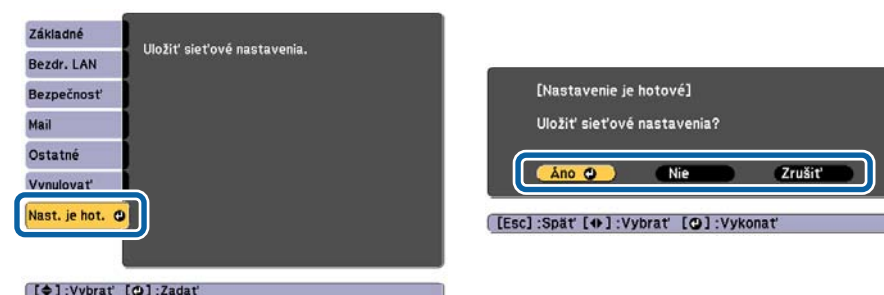 Základné
Uložiť sieťové nastavenia.
Bezdr. LAN
Bezpečnosť
Mail
Ostatné
Vynulovať
Nast. je hot.
[ ]:Vybrať [ ]:Zadať
[Nastavenie je hotové]
Uložiť sieťové nastavenia?
Áno Nie Zrušiť
[Esc] :Späť [ ] :Vybrať [ ] :Vykonať